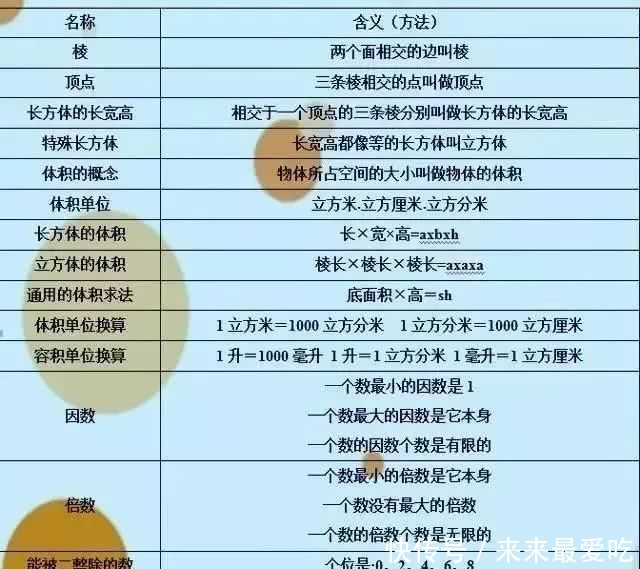 名称 含义（方法）
棱 两个面相交的边叫棱
顶点 三条棱相交的点叫做顶点
长方体的长宽高 相交于一个顶点的三条棱分别叫做长方体的长宽高
特殊长方体 长宽高都像等的长方体叫立方体
体积的概念 物体所占空间的大小叫做物体的体积
体积单位 立方米.立方厘米.立方分米
长方体的体积 长×宽×高=axbxh
立方体的体积 棱长×棱长×棱长=axaxa
通用的体积求法 底面积×高＝sh
体积单位换算 1立方米＝1000立方分米 1立方分米＝1000立方厘米
容积单位换算 1升＝1000毫升 1升＝1立方分米 1毫升＝1立方厘米
因数 一个数最小的因数是1
一个数最大的因数是它本身
一个数的因数个数是有限的
倍数 一个数最小的倍数是它本身
一个数没有最大的倍数
一个数的倍数个数是无限的
能被二整除的数 个位是·0，2，4，6，8
快传号 / 来来最爱吃